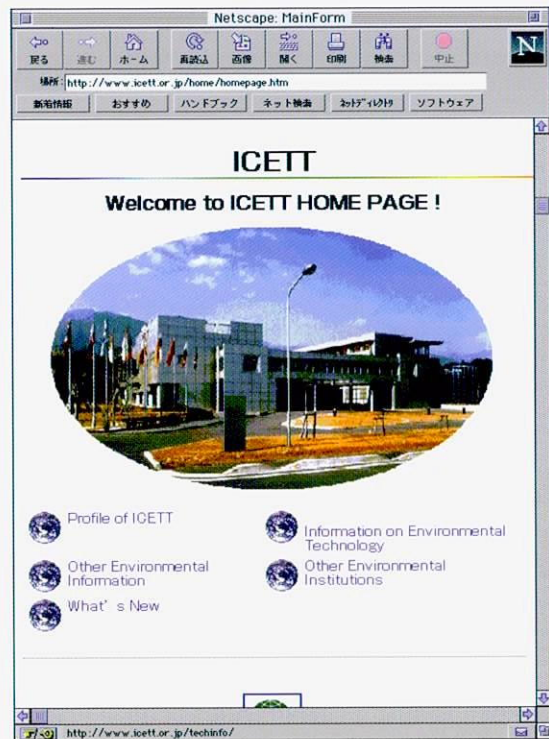 Netscape: MainForm
戻る 進む ホーム 再読込 画像 開く 印刷 検索 中止
N
場所: http://www.icett.or.jp/home/homepage.htm
新着情報 おすすめ ハンドブック ネット検索 ネットディレクトリ ソフトウェア
ICETT
Welcome to ICETT HOME PAGE !
Profile of ICETT
Information on Environmental
Technology
Other Environmental
Information
Other Environmental
Institutions
What's New
http://www.icett.or.jp/techinfo/